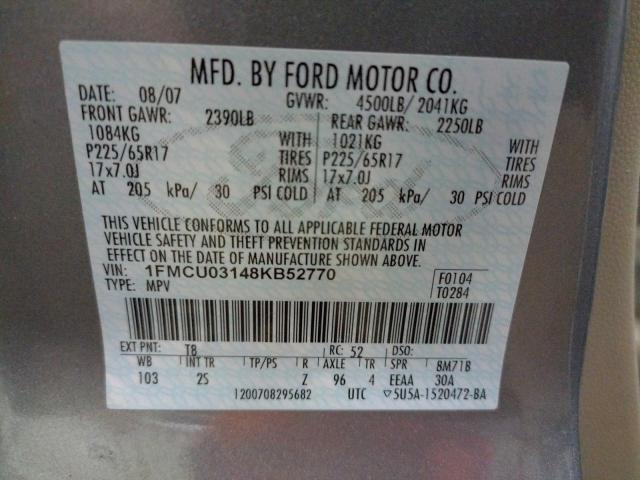 MFD. BY FORD MOTOR CO.
DATE: 08/07 GVWR: 4500LB/ 2041KG
FRONT GAWR: 2390LB REAR GAWR: 2250LB
1084KG WITH 1021KG WITH
P225/65R17 TIRES P225/65R17 TIRES
17x7.0J RIMS 17x7.0J RIMS
AT 205 kPa/ 30 PSI COLD AT 205 kPa/ 30 PSI COLD
THIS VEHICLE CONFORMS TO ALL APPLICABLE FEDERAL MOTOR
VEHICLE SAFETY AND THEFT PREVENTION STANDARDS IN
EFFECT ON THE DATE OF MANUFACTURE SHOWN ABOVE.
VIN: 1FMCU03148KB52770 F0104
TYPE: MPV T0284
EXT PNT: T8 RC: 52 DSO:
WB INT TR TP/PS R AXLE TR SPR 8M71B
103 2S Z 96 4 EEAA 30A
1200708295682 UTC ▽5U5A-1520472-BA